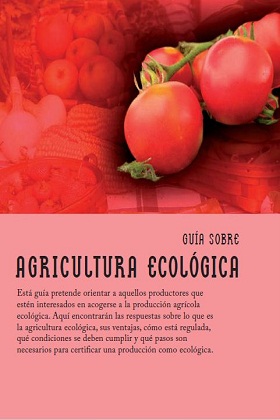 GUÍA SOBRE
AGRICULTURA ECOLÓGICA
Está guía pretende orientar a aquellos productores que
estén interesados en acogerse a la producción agrícola
ecológica. Aquí encontrarán las respuestas sobre lo que es
la agricultura ecológica, sus ventajas, cómo está regulada,
qué condiciones se deben cumplir y qué pasos son
necesarios para certificar una producción como ecológica.